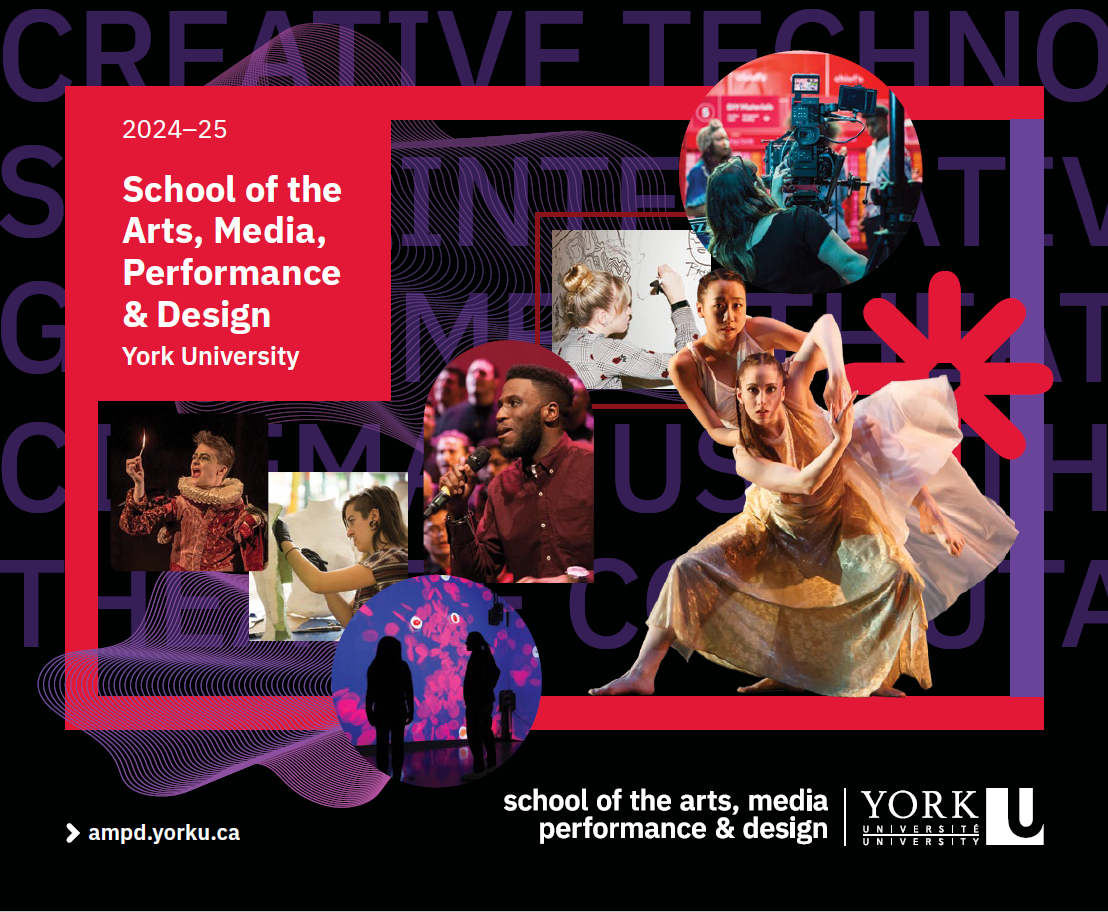 CREATIVE TECHNO
2024–25
School of the
Arts, Media,
Performance
& Design
York University
ampd.yorku.ca
school of the arts, media
performance & design
YORK
UNIVERSITÉ
UNIVERSITY
U